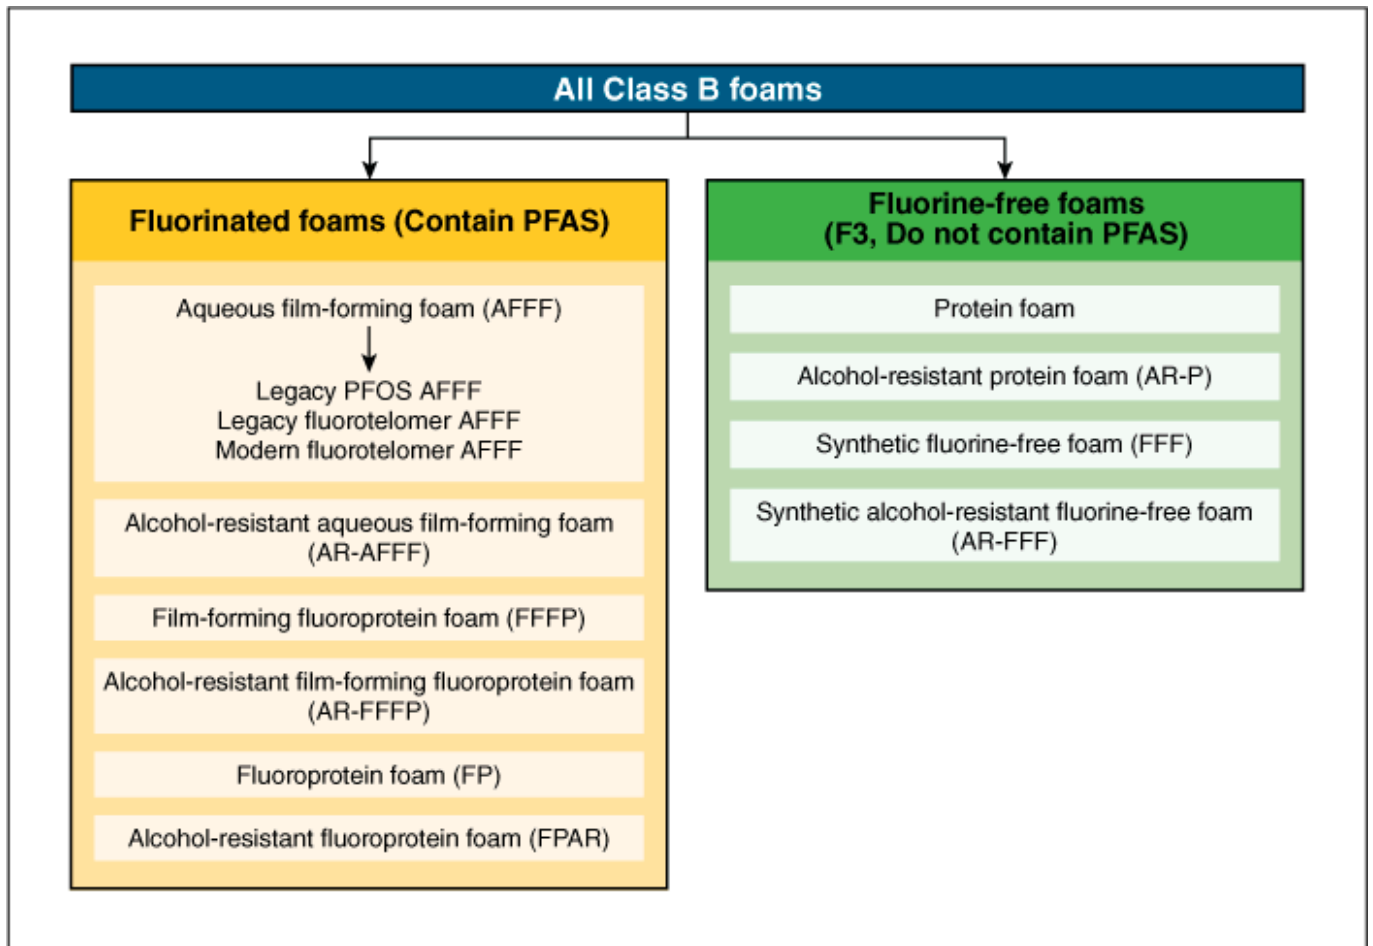 All Class B foams
Fluorinated foams (Contain PFAS)
Aqueous film-forming foam (AFFF)
Legacy PFOS AFFF
Legacy fluorotelomer AFFF
Modern fluorotelomer AFFF
Alcohol-resistant aqueous film-forming foam
(AR-AFFF)
Film-forming fluoroprotein foam (FFFP)
Alcohol-resistant film-forming fluoroprotein foam
(AR-FFFP)
Fluoroprotein foam (FP)
Alcohol-resistant fluoroprotein foam (FPAR)
Fluorine-free foams
(F3, Do not contain PFAS)
Protein foam
Alcohol-resistant protein foam (AR-P)
Synthetic fluorine-free foam (FFF)
Synthetic alcohol-resistant fluorine-free foam
(AR-FFF)